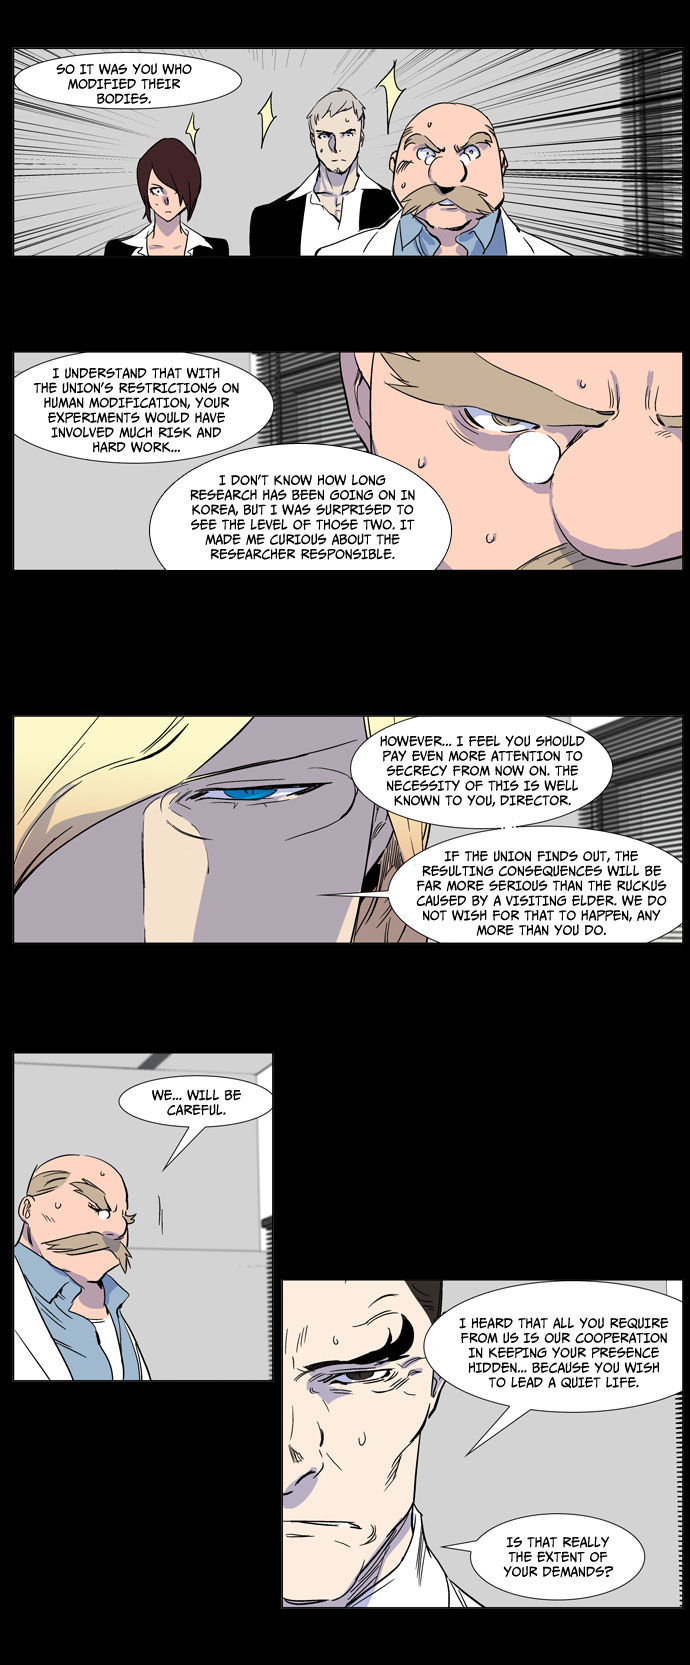 SO IT WAS YOU WHO
MODIFIED THEIR
BODIES.
I UNDERSTAND THAT WITH
THE UNION'S RESTRICTIONS ON
HUMAN MODIFICATION, YOUR
EXPERIMENTS WOULD HAVE
INVOLVED MUCH RISK AND
HARD WORK...
I DON'T KNOW HOW LONG
RESEARCH HAS BEEN GOING ON IN
KOREA, BUT I WAS SURPRISED TO
SEE THE LEVEL OF THOSE TWO. IT
MADE ME CURIOUS ABOUT THE
RESEARCHER RESPONSIBLE.
HOWEVER... I FEEL YOU SHOULD
PAY EVEN MORE ATTENTION TO
SECRECY FROM NOW ON. THE
NECESSITY OF THIS IS WELL
KNOWN TO YOU, DIRECTOR.
IF THE UNION FINDS OUT, THE
RESULTING CONSEQUENCES WILL BE
FAR MORE SERIOUS THAN THE RUCKUS
CAUSED BY A VISITING ELDER. WE DO
NOT WISH FOR THAT TO HAPPEN, ANY
MORE THAN YOU DO.
WE... WILL BE
CAREFUL.
I HEARD THAT ALL YOU REQUIRE
FROM US IS OUR COOPERATION
IN KEEPING YOUR PRESENCE
HIDDEN... BECAUSE YOU WISH
TO LEAD A QUIET LIFE.
IS THAT REALLY
THE EXTENT OF
YOUR DEMANDS?